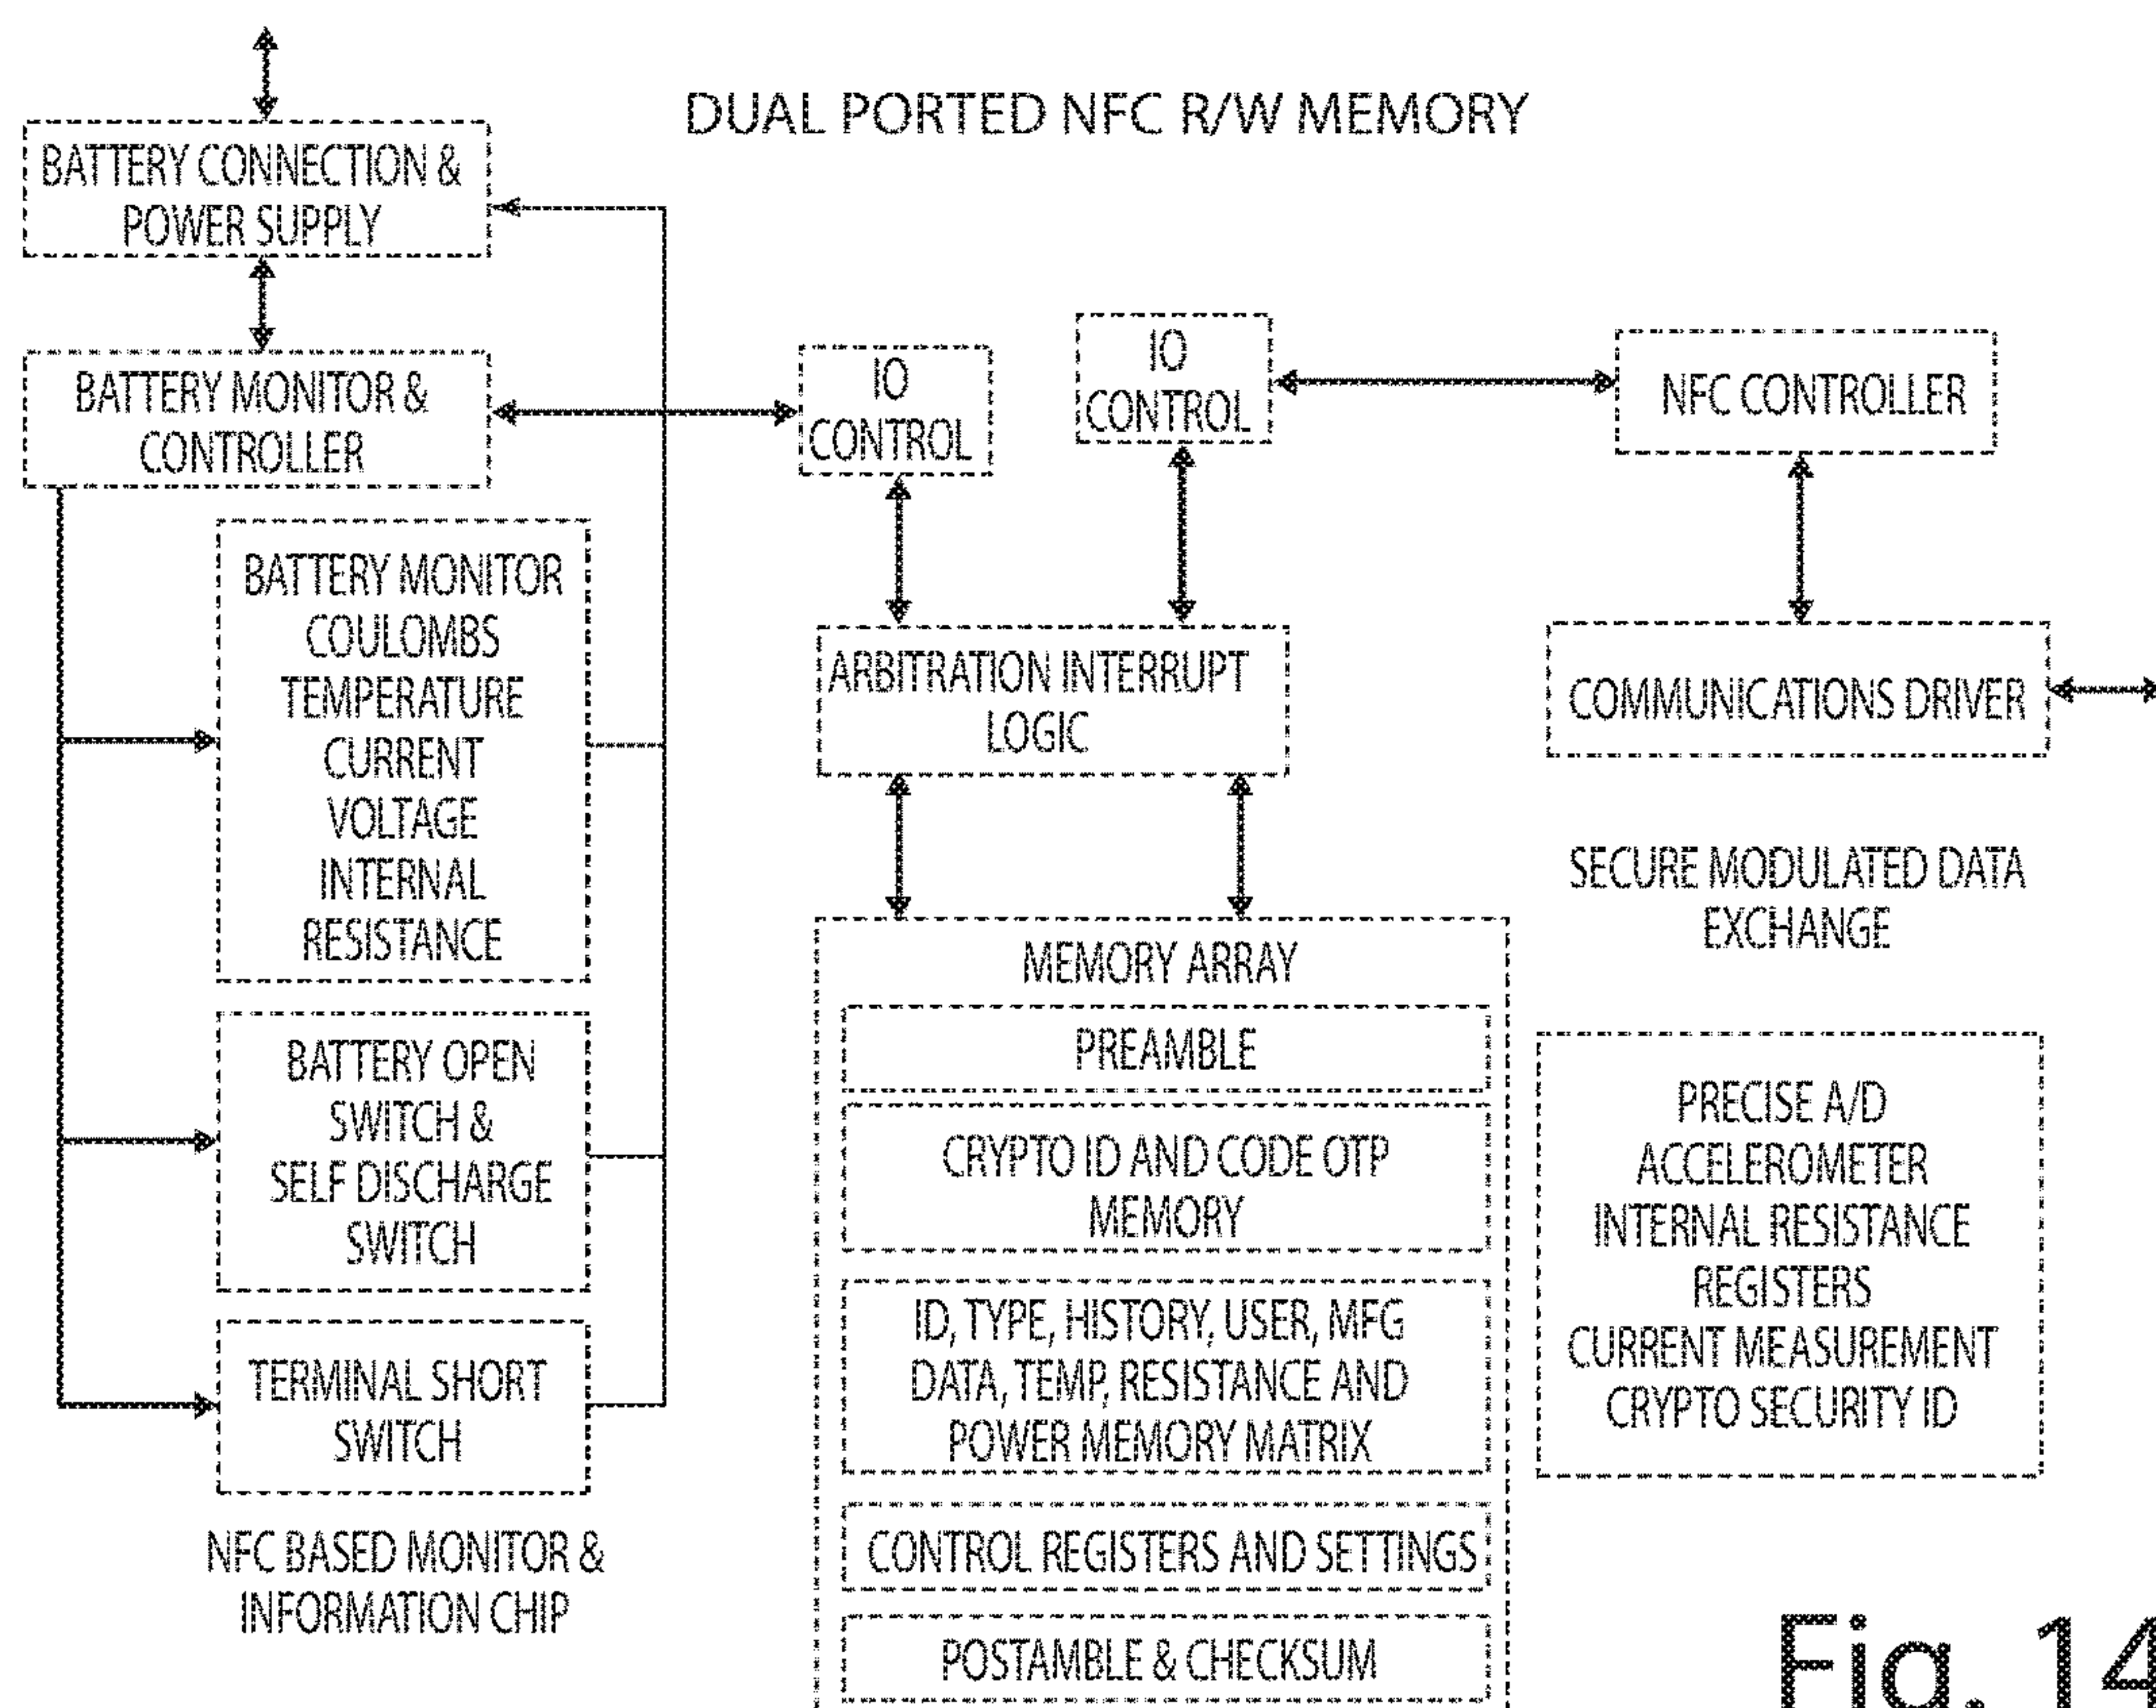 DUAL PORTED NFC R/W MEMORY
BATTERY CONNECTION &
POWER SUPPLY
BATTERY MONITOR &
CONTROLLER
IO
CONTROL
IO
CONTROL
NFC CONTROLLER
BATTERY MONITOR
COULOMBS
TEMPERATURE
CURRENT
VOLTAGE
INTERNAL
RESISTANCE
ARBITRATION INTERRUPT
LOGIC
COMMUNICATIONS DRIVER
SECURE MODULATED DATA
EXCHANGE
BATTERY OPEN
SWITCH &
SELF DISCHARGE
SWITCH
TERMINAL SHORT
SWITCH
NFC BASED MONITOR &
INFORMATION CHIP
MEMORY ARRAY
PREAMBLE
CRYPTO ID AND CODE OTP
MEMORY
ID, TYPE, HISTORY, USER, MFG
DATA, TEMP, RESISTANCE AND
POWER MEMORY MATRIX
CONTROL REGISTERS AND SETTINGS
POSTAMBLE & CHECKSUM
PRECISE A/D
ACCELEROMETER
INTERNAL RESISTANCE
REGISTERS
CURRENT MEASUREMENT
CRYPTO SECURITY ID
Fig. 14